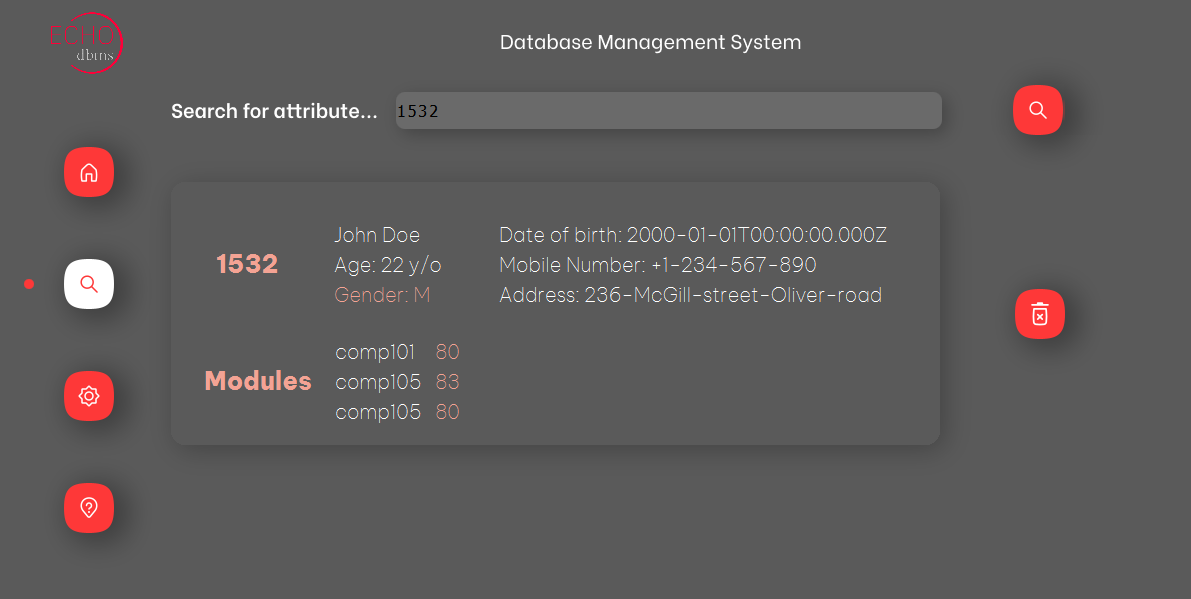 ECHO
dbms
Database Management System
Search for attribute... 1532
1532
John Doe
Age: 22 y/o
Gender: M
Date of birth: 2000-01-01T00:00:00.000Z
Mobile Number: +1-234-567-890
Address: 236-McGill-street-Oliver-road
Modules
comp101 80
comp105 83
comp105 80